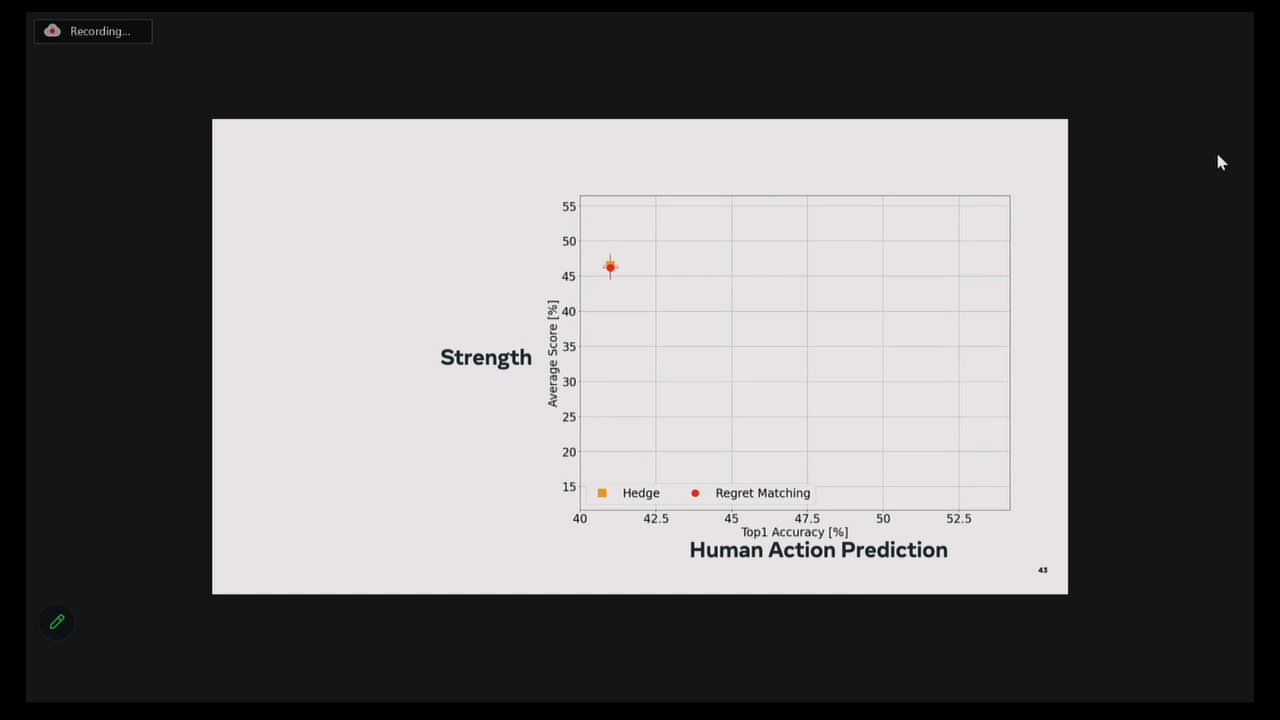 Recording...
55
50
45
40
35
30
25
20
15
Average Score [%]
Strength
Hedge
Regret Matching
40 42.5 45 47.5 50 52.5
Top1 Accuracy [%]
Human Action Prediction
43